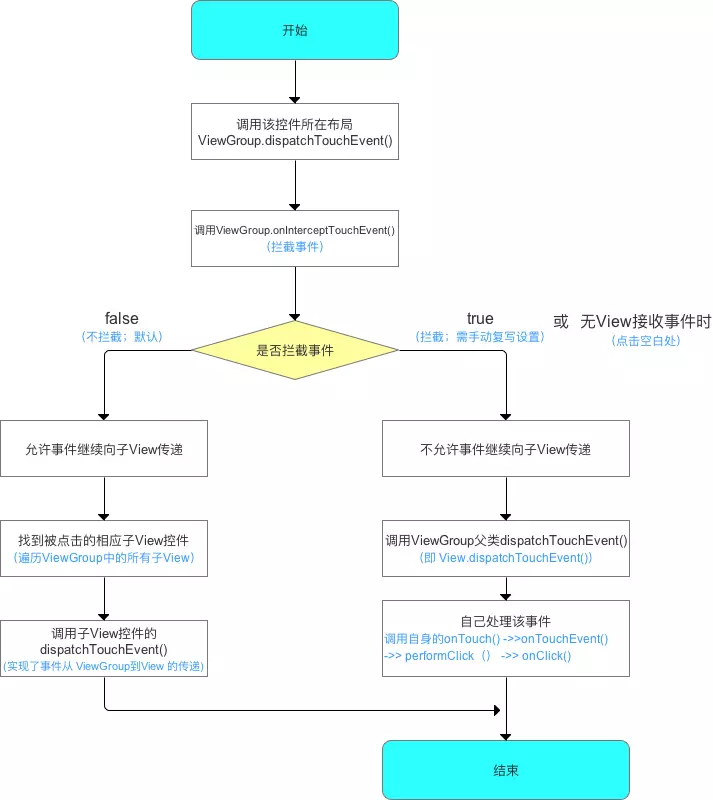 开始
调用该控件所在布局
ViewGroup.dispatchTouchEvent()
调用ViewGroup.onInterceptTouchEvent()
（拦截事件）
false
（不拦截；默认）
true
（拦截；需手动复写设置）
或 无View接收事件时
（点击空白处）
是否拦截事件
允许事件继续向子View传递
不允许事件继续向子View传递
找到被点击的相应子View控件
（遍历ViewGroup中的所有子View）
调用ViewGroup父类dispatchTouchEvent()
（即 View.dispatchTouchEvent()）
调用子View控件的
dispatchTouchEvent()
(实现了事件从 ViewGroup到View 的传递)
自己处理该事件
调用自身的onTouch() ->>onTouchEvent()
->> performClick（） ->> onClick()
结束